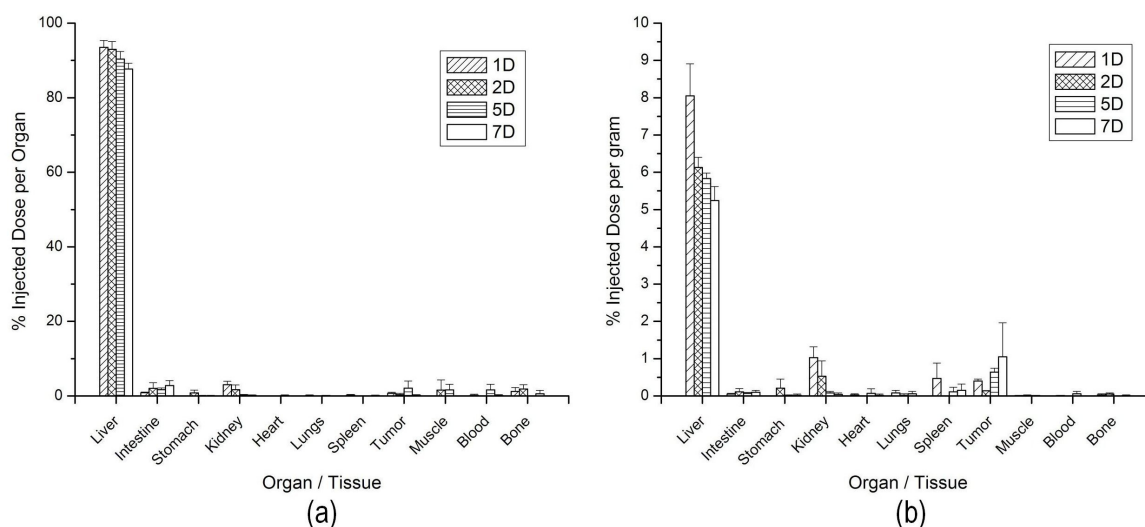 % Injected Dose per Organ
100
80
60
40
20
0
1D
2D
5D
7D
Liver
Intestine
Stomach
Kidney
Heart
Lungs
Spleen
Tumor
Muscle
Blood
Bone
Organ / Tissue
(a)
% Injected Dose per gram
10
9
8
7
6
5
4
3
2
1
0
1D
2D
5D
7D
Liver
Intestine
Stomach
Kidney
Heart
Lungs
Spleen
Tumor
Muscle
Blood
Bone
Organ / Tissue
(b)